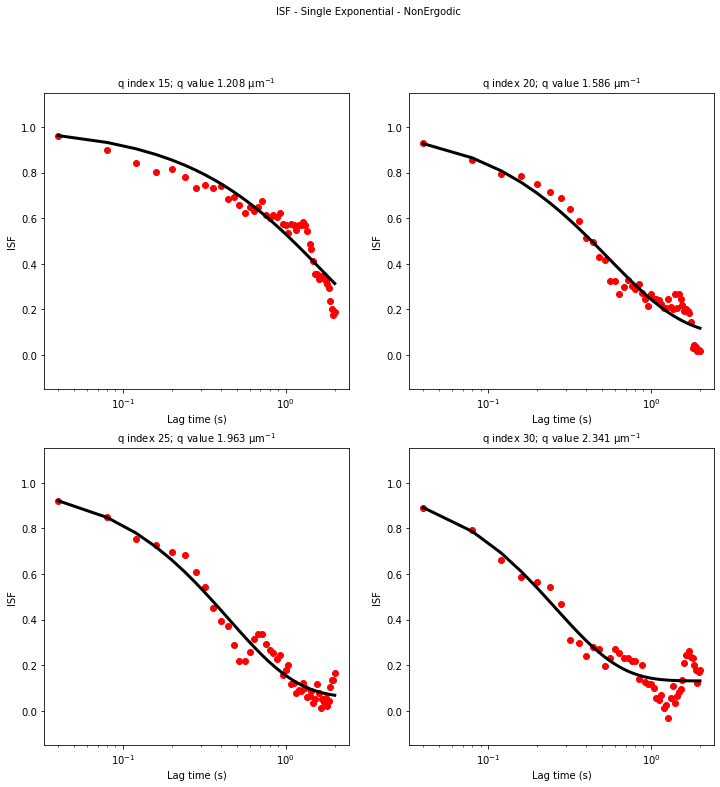 ISF - Single Exponential - NonErgodic
q index 15; q value 1.208 μm⁻¹
q index 20; q value 1.586 μm⁻¹
1.0
0.8
0.6
0.4
0.2
0.0
ISF
10⁻¹
10⁰
Lag time (s)
1.0
0.8
0.6
0.4
0.2
0.0
ISF
10⁻¹
10⁰
Lag time (s)
q index 25; q value 1.963 μm⁻¹
q index 30; q value 2.341 μm⁻¹
1.0
0.8
0.6
0.4
0.2
0.0
ISF
10⁻¹
10⁰
Lag time (s)
1.0
0.8
0.6
0.4
0.2
0.0
ISF
10⁻¹
10⁰
Lag time (s)